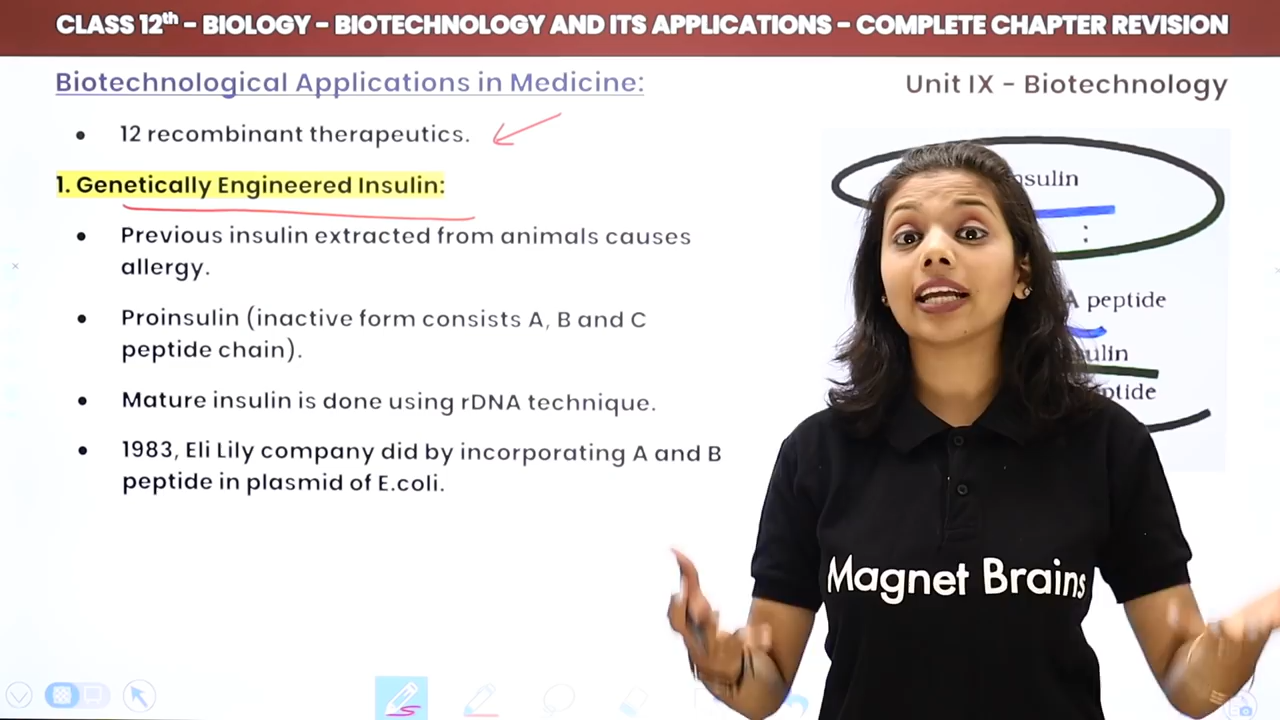 CLASS 12th – BIOLOGY – BIOTECHNOLOGY AND ITS APPLICATIONS – COMPLETE CHAPTER REVISION
Biotechnological Applications in Medicine:
Unit IX – Biotechnology
• 12 recombinant therapeutics.
1. Genetically Engineered Insulin:
• Previous insulin extracted from animals causes
allergy.
• Proinsulin (inactive form consists A, B and C
peptide chain).
• Mature insulin is done using rDNA technique.
• 1983, Eli Lily company did by incorporating A and B
peptide in plasmid of E.coli.
nsulin
A peptide
sulin
ptide
Magnet Brains